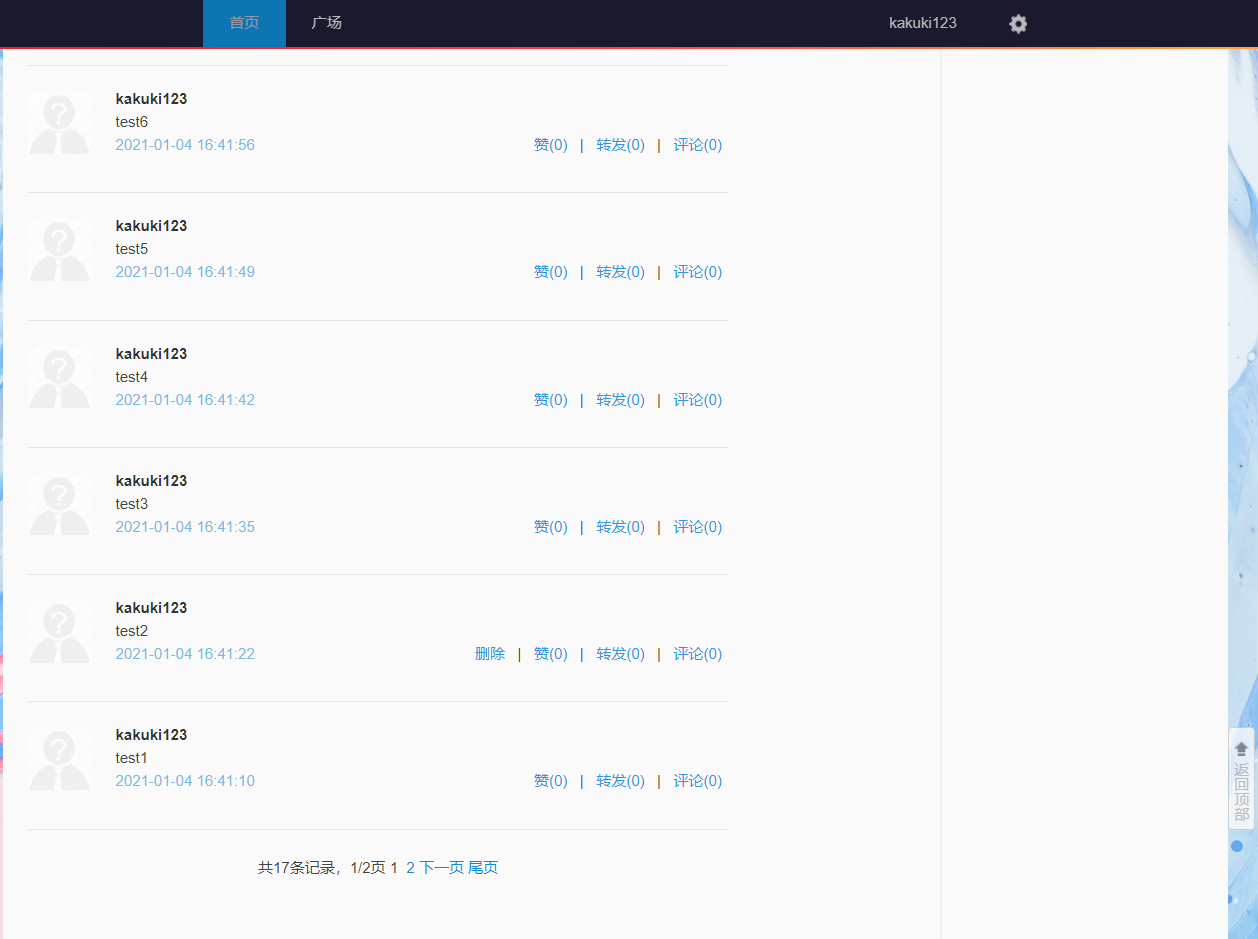 首页 广场 kakuki123
kakuki123
test6
2021-01-04 16:41:56 赞(0) | 转发(0) | 评论(0)
kakuki123
test5
2021-01-04 16:41:49 赞(0) | 转发(0) | 评论(0)
kakuki123
test4
2021-01-04 16:41:42 赞(0) | 转发(0) | 评论(0)
kakuki123
test3
2021-01-04 16:41:35 赞(0) | 转发(0) | 评论(0)
kakuki123
test2
2021-01-04 16:41:22 删除 | 赞(0) | 转发(0) | 评论(0)
kakuki123
test1
2021-01-04 16:41:10 赞(0) | 转发(0) | 评论(0)
返回顶部
共17条记录，1/2页 1 2 下一页 尾页